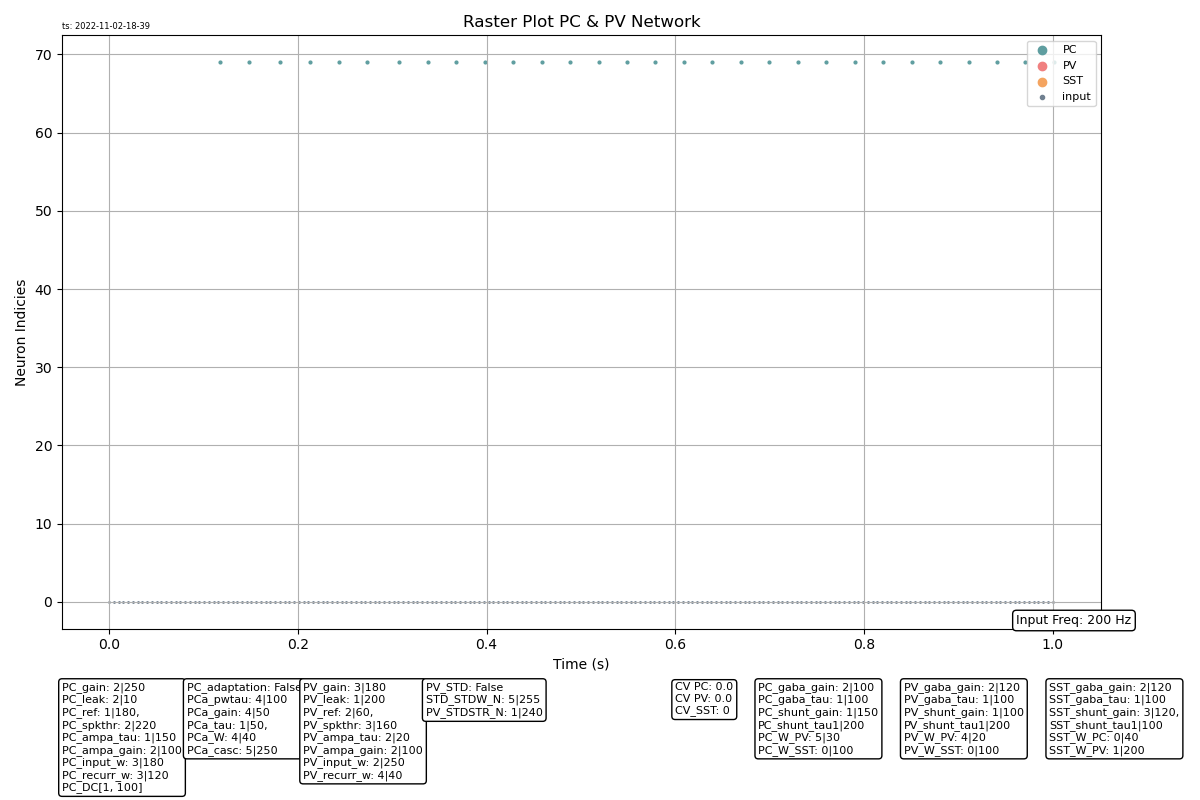 ts: 2022-11-02-18-39
Raster Plot PC & PV Network
PC
PV
SST
input
70
60
50
40
30
20
10
0
Neuron Indicies
0.0
0.2
0.4
0.6
0.8
1.0
Time (s)
Input Freq: 200 Hz
PC_gain: 2|250
PC_leak: 2|10
PC_ref: 1|180,
PC_spkthr: 2|220
PC_ampa_tau: 1|150
PC_ampa_gain: 2|100
PC_input_w: 3|180
PC_recurr_w: 3|120
PC_DC[1, 100]
PC_adaptation: False
PCa_pwtau: 4|100
PCa_gain: 4|50
PCa_tau: 1|50,
PCa_W: 4|40
PCa_casc: 5|250
PV_gain: 3|180
PV_leak: 1|200
PV_ref: 2|60,
PV_spkthr: 3|160
PV_ampa_tau: 2|20
PV_ampa_gain: 2|100
PV_input_w: 2|250
PV_recurr_w: 4|40
PV_STD: False
STD_STDW_N: 5|255
PV_STDSTR_N: 1|240
CV PC: 0.0
CV PV: 0.0
CV_SST: 0
PC_gaba_gain: 2|100
PC_gaba_tau: 1|100
PC_shunt_gain: 1|150
PC_shunt_tau1|200
PC_W_PV: 5|30
PC_W_SST: 0|100
PV_gaba_gain: 2|120
PV_gaba_tau: 1|100
PV_shunt_gain: 1|100
PV_shunt_tau1|200
PV_W_PV: 4|20
PV_W_SST: 0|100
SST_gaba_gain: 2|120
SST_gaba_tau: 1|100
SST_shunt_gain: 3|120,
SST_shunt_tau1|100
SST_W_PC: 0|40
SST_W_PV: 1|200